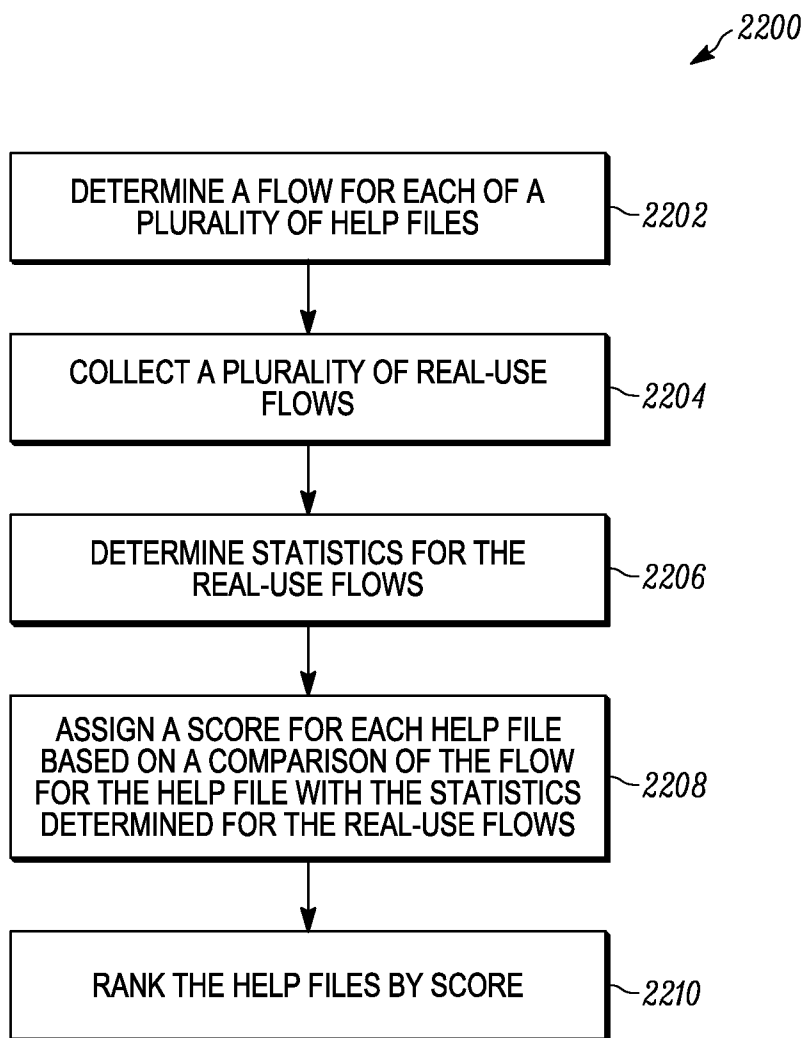 2200
DETERMINE A FLOW FOR EACH OF A
PLURALITY OF HELP FILES
2202
COLLECT A PLURALITY OF REAL-USE
FLOWS
2204
DETERMINE STATISTICS FOR THE
REAL-USE FLOWS
2206
ASSIGN A SCORE FOR EACH HELP FILE
BASED ON A COMPARISON OF THE FLOW
FOR THE HELP FILE WITH THE STATISTICS
DETERMINED FOR THE REAL-USE FLOWS
2208
RANK THE HELP FILES BY SCORE
2210